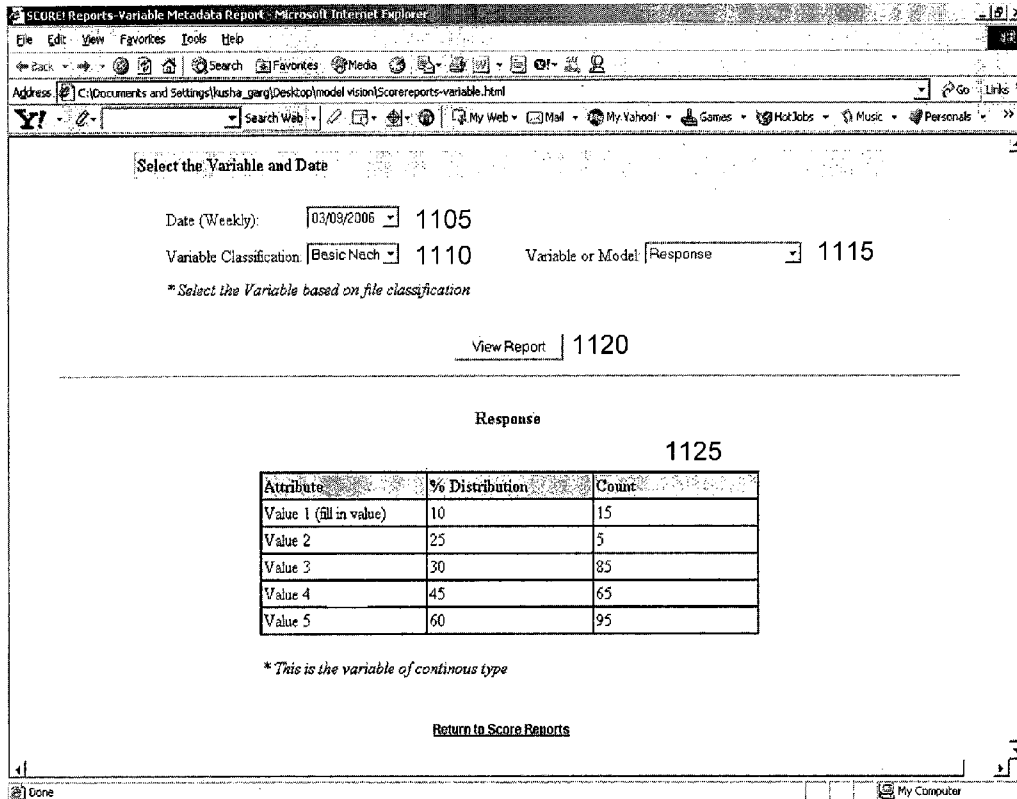 SCORE! Reports-Variable Metadata Report - Microsoft Internet Explorer
File Edit View Favorites Tools Help
Back Search Favorites Media
Address C:\Documents and Settings\kusha_garg\Desktop\model vision\Scorereports-variable.html Go Links
Y! Search Web My Web Mail My Yahoo! Games HotJobs Music Personals »
Select the Variable and Date
Date (Weekly): 03/09/2006 1105
Variable Classification: Basic Nech 1110 Variable or Model: Response 1115
* Select the Variable based on file classification
View Report 1120
Response
1125
Attribute % Distribution Count
Value 1 (fill in value) 10 15
Value 2 25 5
Value 3 30 85
Value 4 45 65
Value 5 60 95
* This is the variable of continous type
Return to Score Reports
Done My Computer